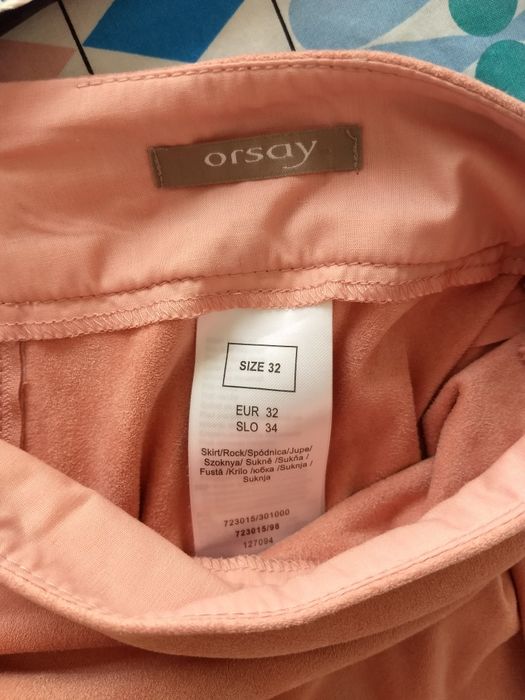 orsay
SIZE 32
EUR 32
SLO 34
Skirt/Rock/Spódnica/Jupe/
Szoknya/ Sukně /Sukňa /
Fustă /Krilo /юбка /Suknja /
Suknja
723015/301000
723015/98
127094